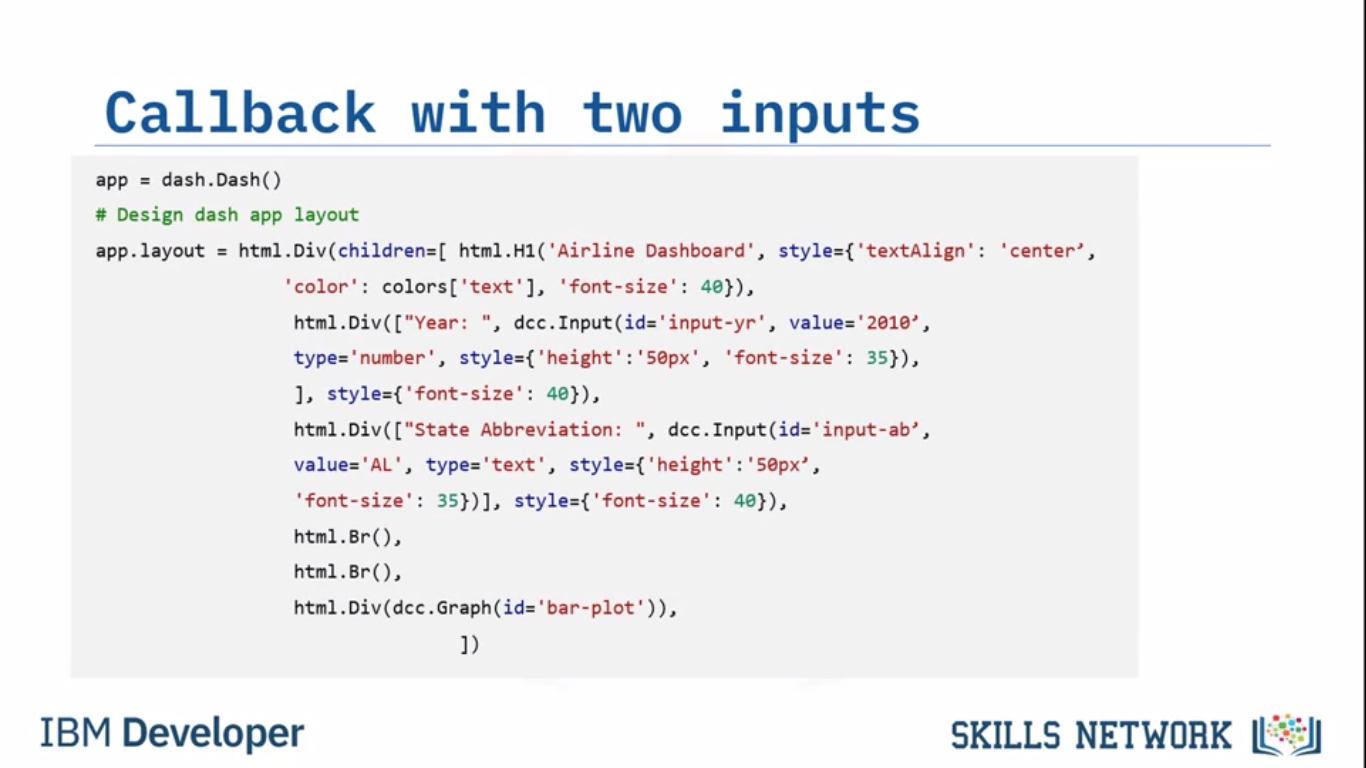 Callback with two inputs
app = dash.Dash()
# Design dash app layout
app.layout = html.Div(children=[ html.H1('Airline Dashboard', style={'textAlign': 'center’,
'color': colors['text'], 'font-size': 40}),
html.Div(["Year: ", dcc.Input(id='input-yr', value='2010’,
type='number', style={'height':'50px', 'font-size': 35}),
], style={'font-size': 40}),
html.Div(["State Abbreviation: ", dcc.Input(id='input-ab’,
value='AL', type='text', style={'height':'50px’,
'font-size': 35})], style={'font-size': 40}),
html.Br(),
html.Br(),
html.Div(dcc.Graph(id='bar-plot')),
])
IBM Developer
SKILLS NETWORK